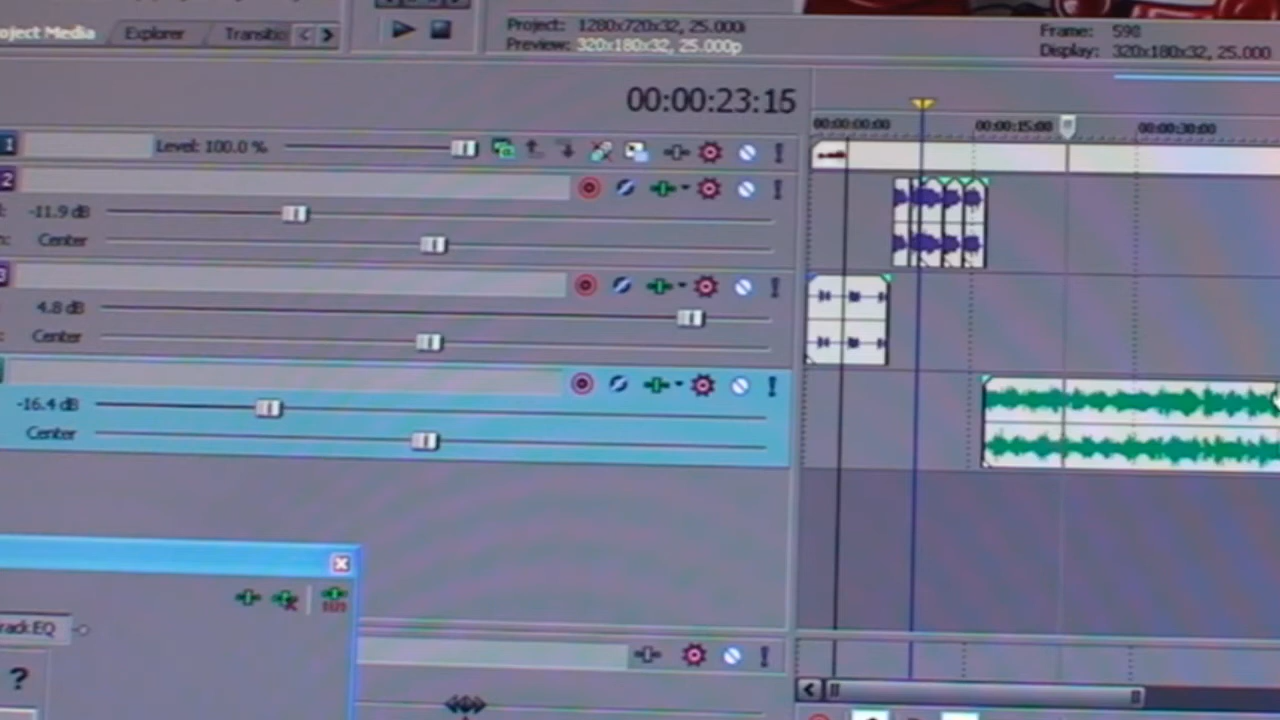 Project: 1280x720x32, 25.000i
Frame: 598
oject Media Explorer Transitio
Preview: 320x180x32, 25.000p
Display: 320x180x32, 25.000
00:00:23:15
00:00:00:00 00:00:15:00 00:00:30:00
1 Level: 100.0 %
2
-11.9 dB
Center
3
4.8 dB
Center
-16.4 dB
Center
rack EQ
?